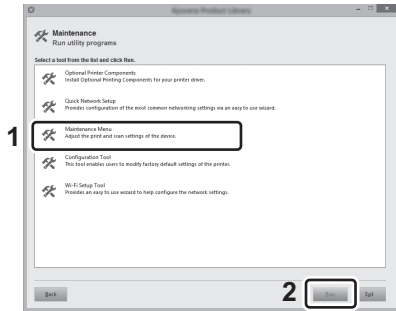 Maintenance
Run utility programs
Select a tool from the list and click Run.
Optional Printer Components
Install Optional Printing Components for your printer driver.
Quick Network Setup
Provides configuration of the most common networking settings via an easy to use wizard.
1
Maintenance Menu
Adjust the print and scan settings of the device.
Configuration Tool
This tool enables users to modify factory default settings of the printer.
Wi-Fi Setup Tool
Provides an easy to use wizard to help configure the network settings.
Back
2
Run
Exit